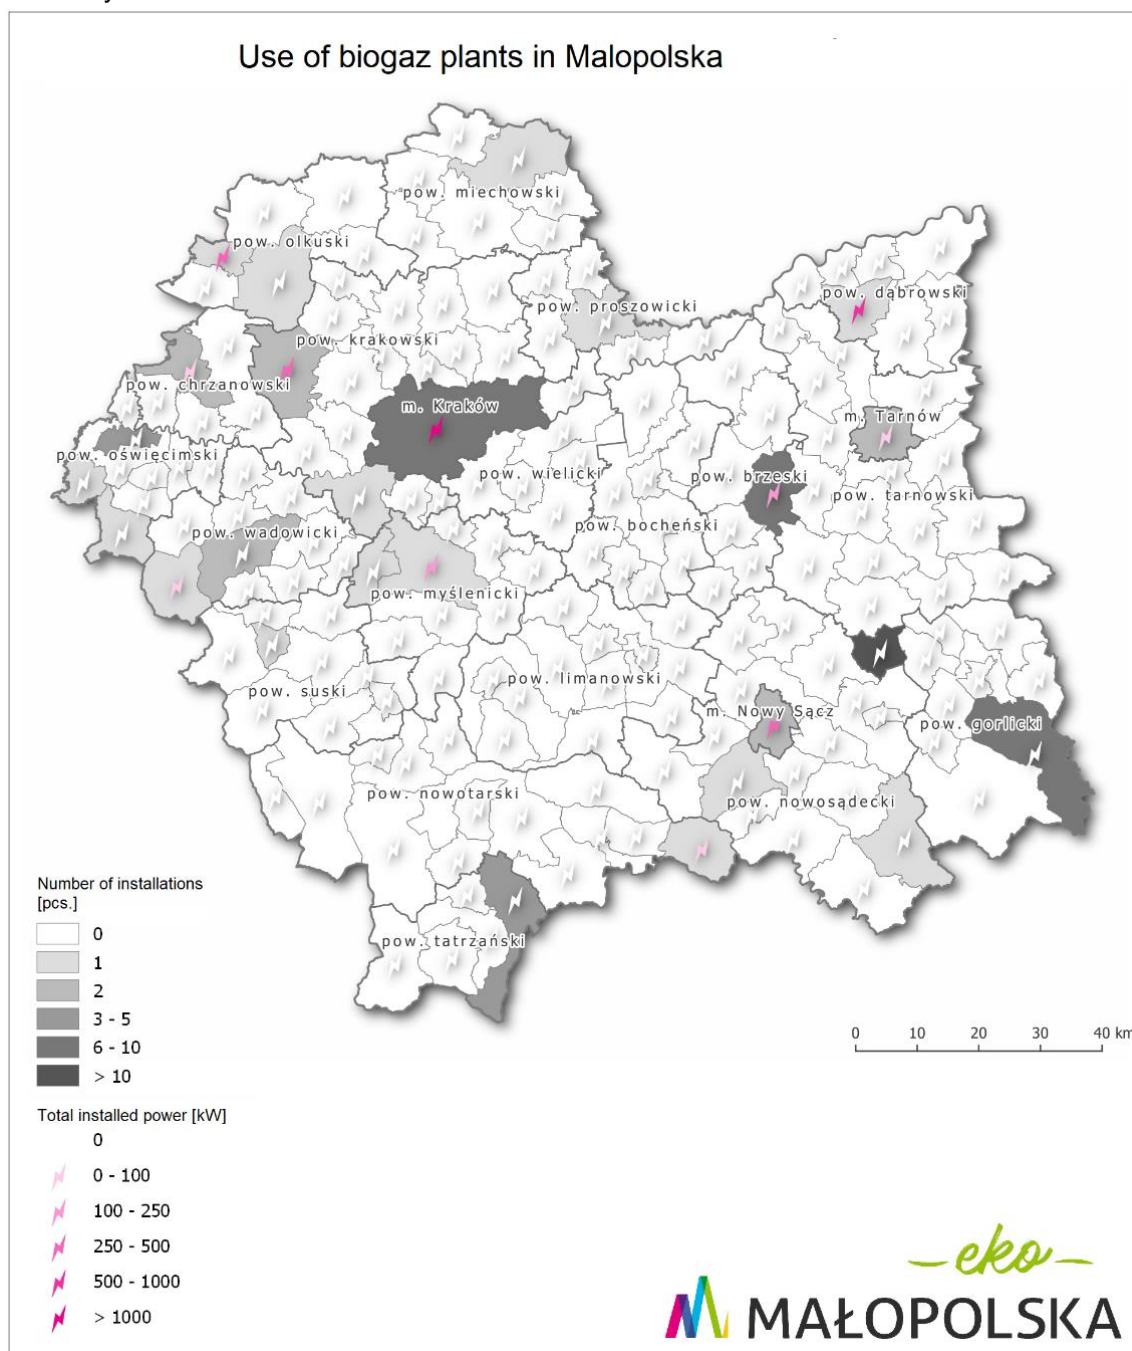 Use of biogaz plants in Malopolska
pow. miechowski
pow. olkuski
pow. dąbrowski
pow. proszowicki
pow. krakowski
pow. chrzanowski
m. Kraków
m. Tarnów
pow. oświęcimski
pow. wielicki
pow. brzeski
pow. tarnowski
pow. bocheński
pow. wadowicki
pow. myślenicki
pow. limanowski
pow. suski
m. Nowy Sącz
pow. gorlicki
pow. nowotarski
pow. nowosądecki
pow. tatrzański
Number of installations
[pcs.]
0
1
2
3 - 5
6 - 10
> 10
0 10 20 30 40 km
Total installed power [kW]
0
0 - 100
100 - 250
250 - 500
500 - 1000
> 1000
eko
MAŁOPOLSKA